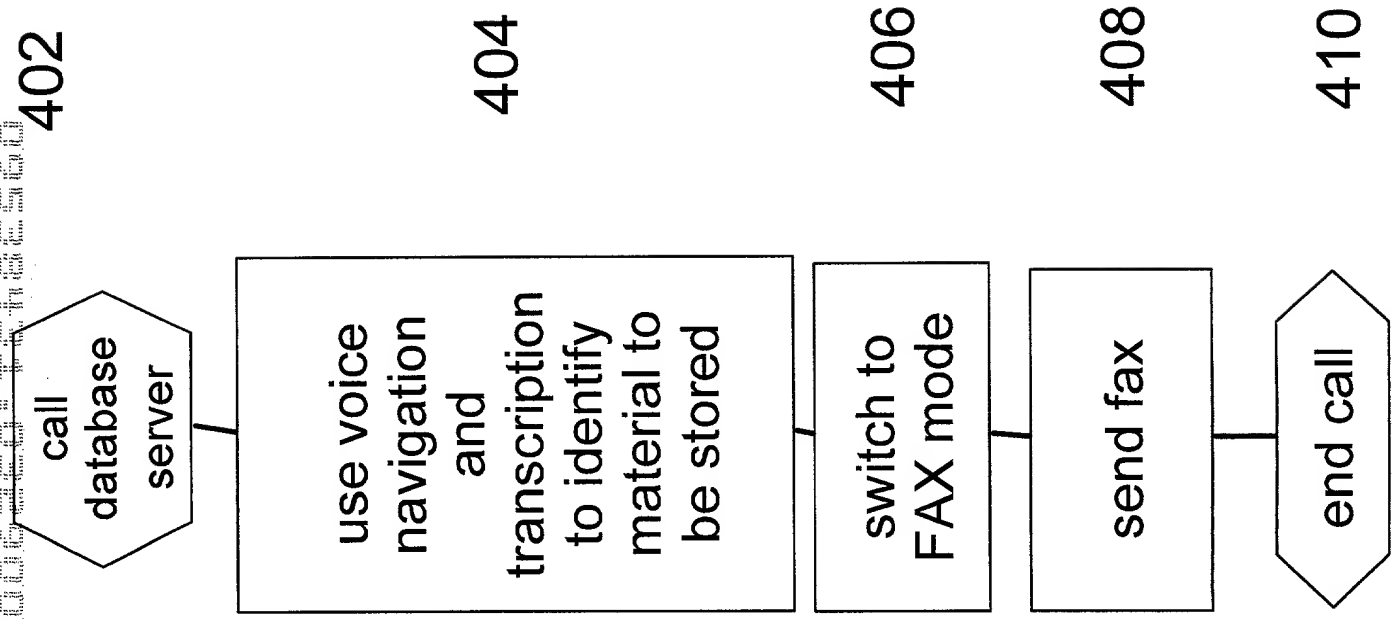 402
call
database
server
404
use voice
navigation
and
transcription
to identify
material to
be stored
406
switch to
FAX mode
408
send fax
410
end call